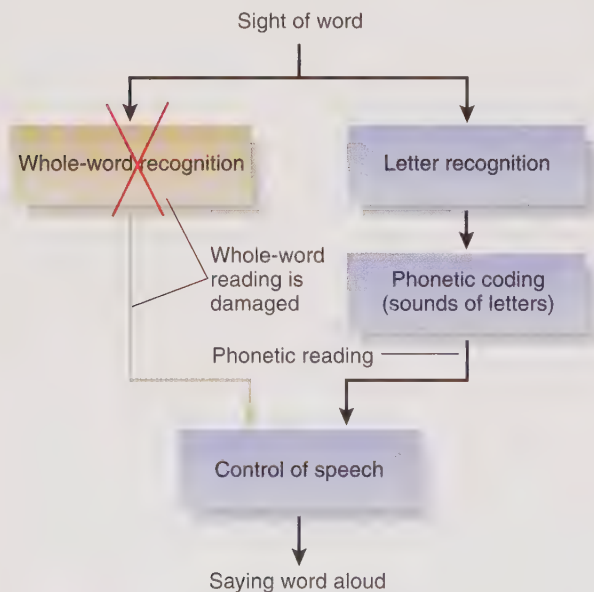 Sight of word
Whole-word recognition
Letter recognition
Whole-word
reading is
damaged
Phonetic coding
(sounds of letters)
Phonetic reading
Control of speech
Saying word aloud